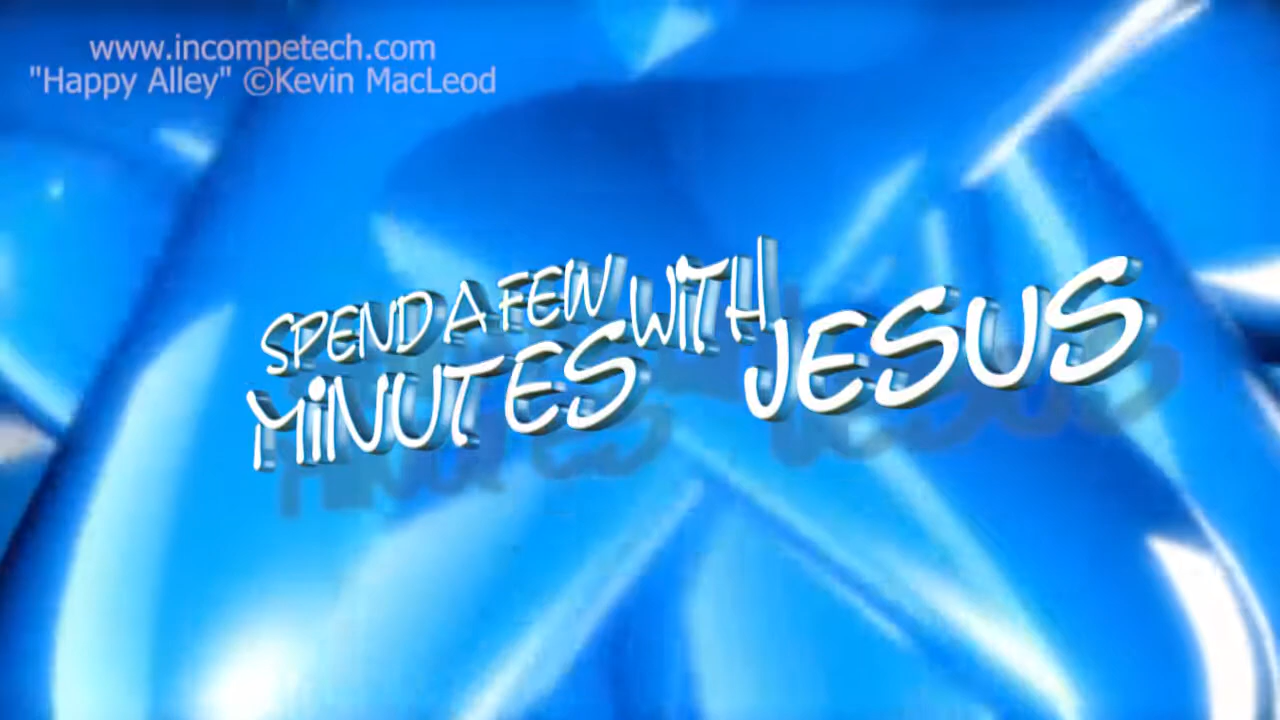 www.incompetech.com
"Happy Alley" ©Kevin MacLeod
SPEND A FEW
MINUTES WITH JESUS